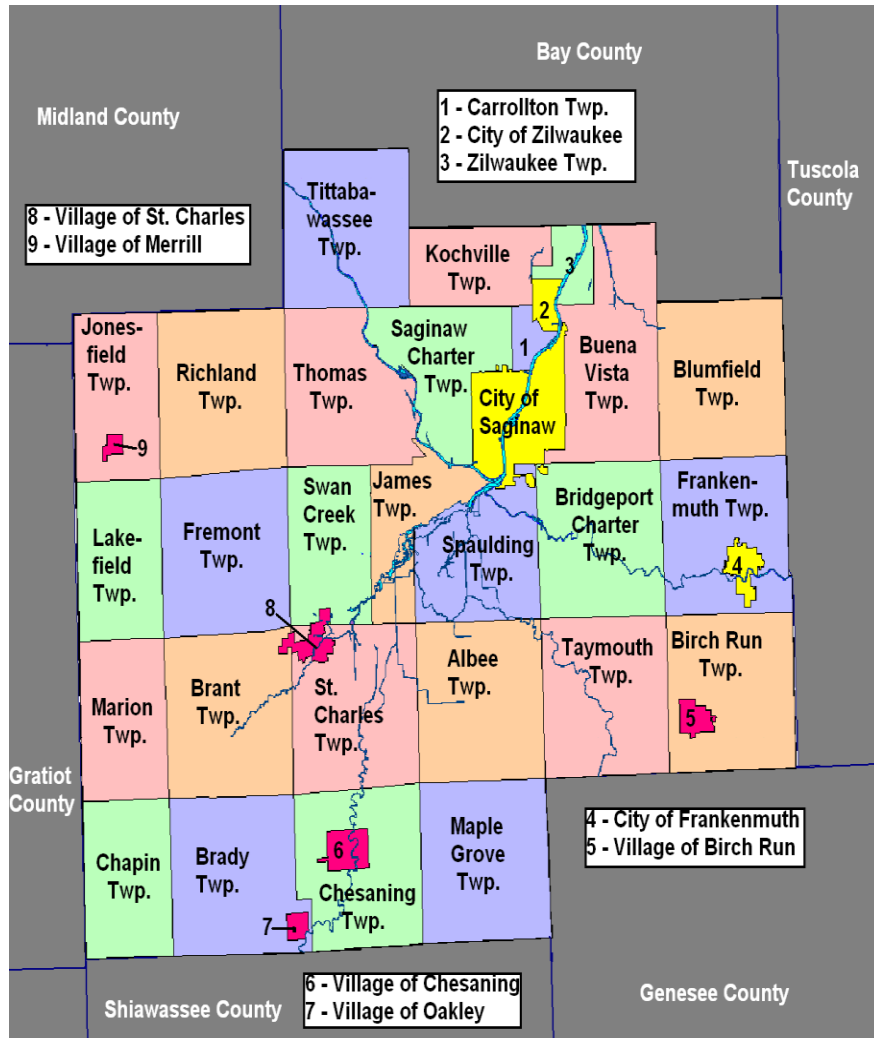 Bay County
Midland County
1 - Carrollton Twp.
2 - City of Zilwaukee
3 - Zilwaukee Twp.
Tuscola
County
8 - Village of St. Charles
9 - Village of Merrill
Tittaba-
wassee
Twp.
Kochville
Twp.
3
2
1
Jones-
field
Twp.
Richland
Twp.
Thomas
Twp.
Saginaw
Charter
Twp.
City of
Saginaw
Buena
Vista
Twp.
Blumfield
Twp.
9
Lake-
field
Twp.
Fremont
Twp.
Swan
Creek
Twp.
James
Twp.
Spaulding
Twp.
Bridgeport
Charter
Twp.
Franken-
muth Twp.
4
8
Marion
Twp.
Brant
Twp.
St.
Charles
Twp.
Albee
Twp.
Taymouth
Twp.
Birch Run
Twp.
5
Gratiot
County
Chapin
Twp.
Brady
Twp.
6
Chesaning
Twp.
Maple
Grove
Twp.
7
4 - City of Frankenmuth
5 - Village of Birch Run
Shiawassee County
6 - Village of Chesaning
7 - Village of Oakley
Genesee County